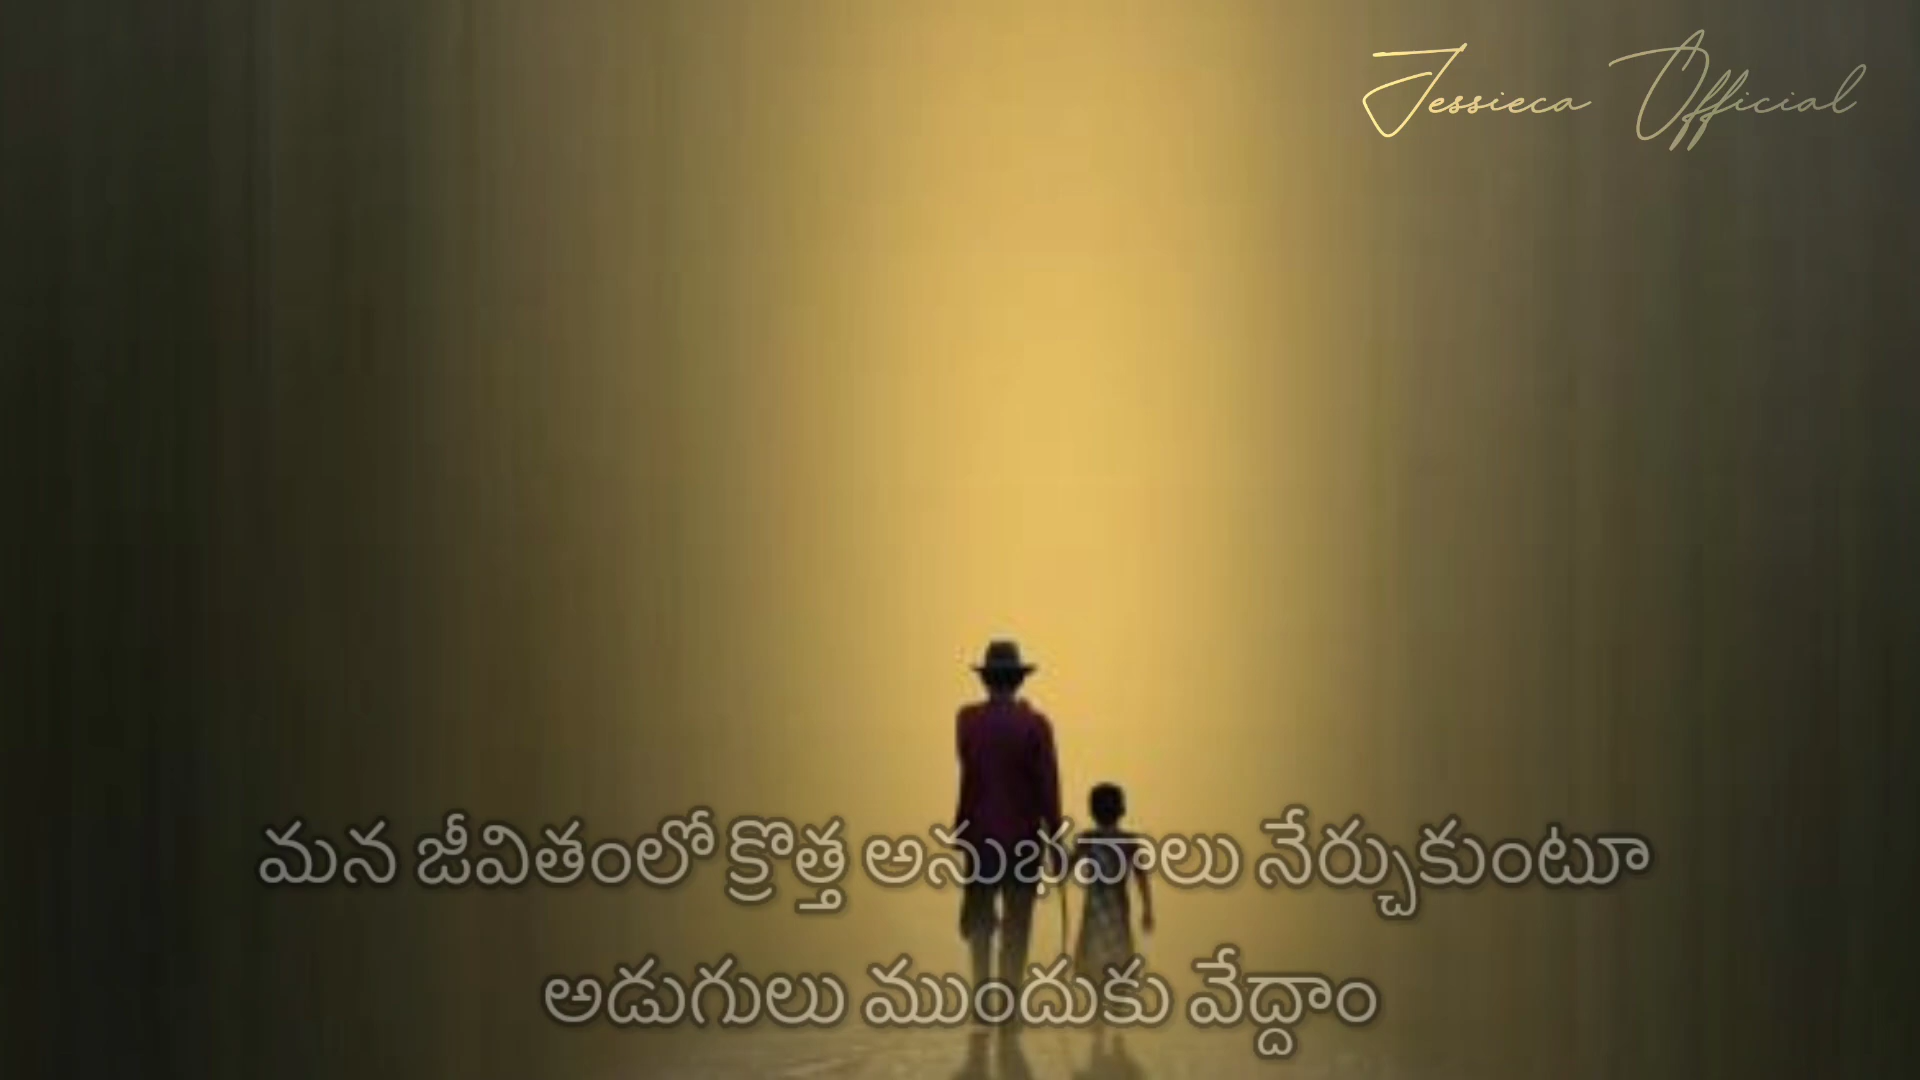 Jessieca Official
మన జీవితంలో క్రొత్త అనుభవాలు నేర్చుకుంటూ
అడుగులు ముందుకు వేద్దాం